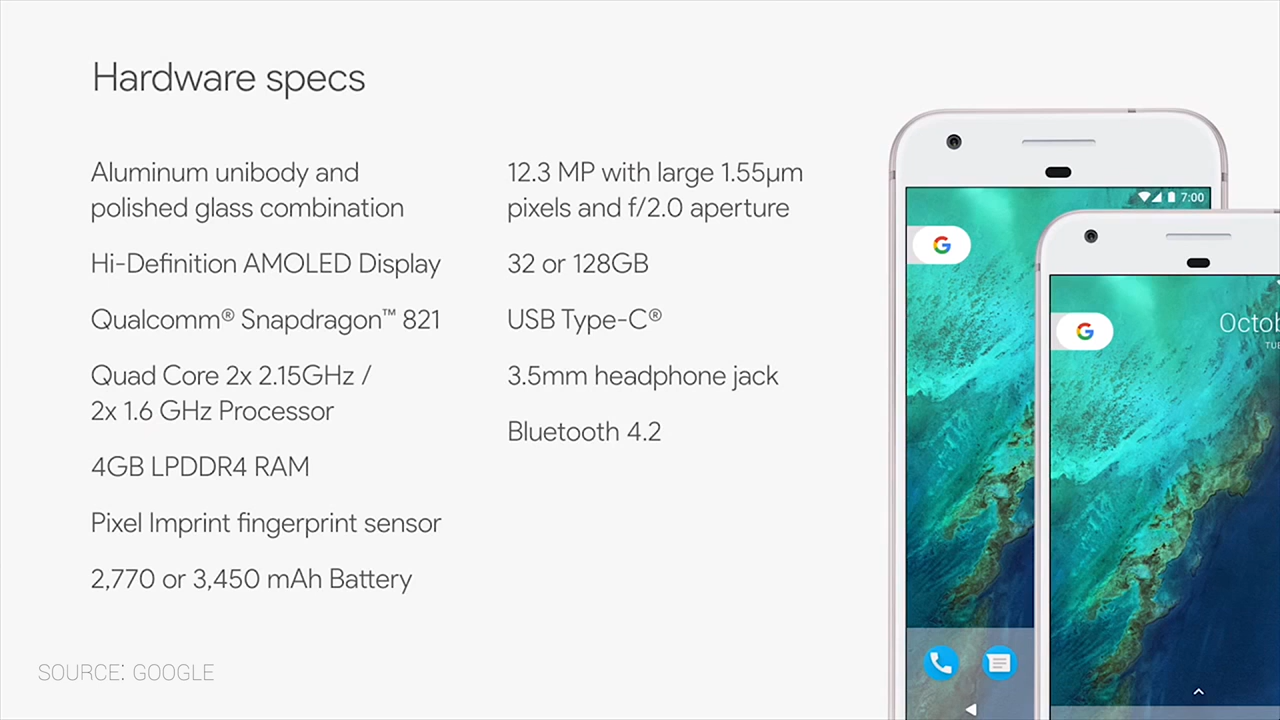 Hardware specs
Aluminum unibody and
polished glass combination
Hi-Definition AMOLED Display
Qualcomm® Snapdragon™ 821
Quad Core 2x 2.15GHz /
2x 1.6 GHz Processor
4GB LPDDR4 RAM
Pixel Imprint fingerprint sensor
2,770 or 3,450 mAh Battery
12.3 MP with large 1.55µm
pixels and f/2.0 aperture
32 or 128GB
USB Type-C®
3.5mm headphone jack
Bluetooth 4.2
7:00
G
G
Octob
TUE
SOURCE: GOOGLE